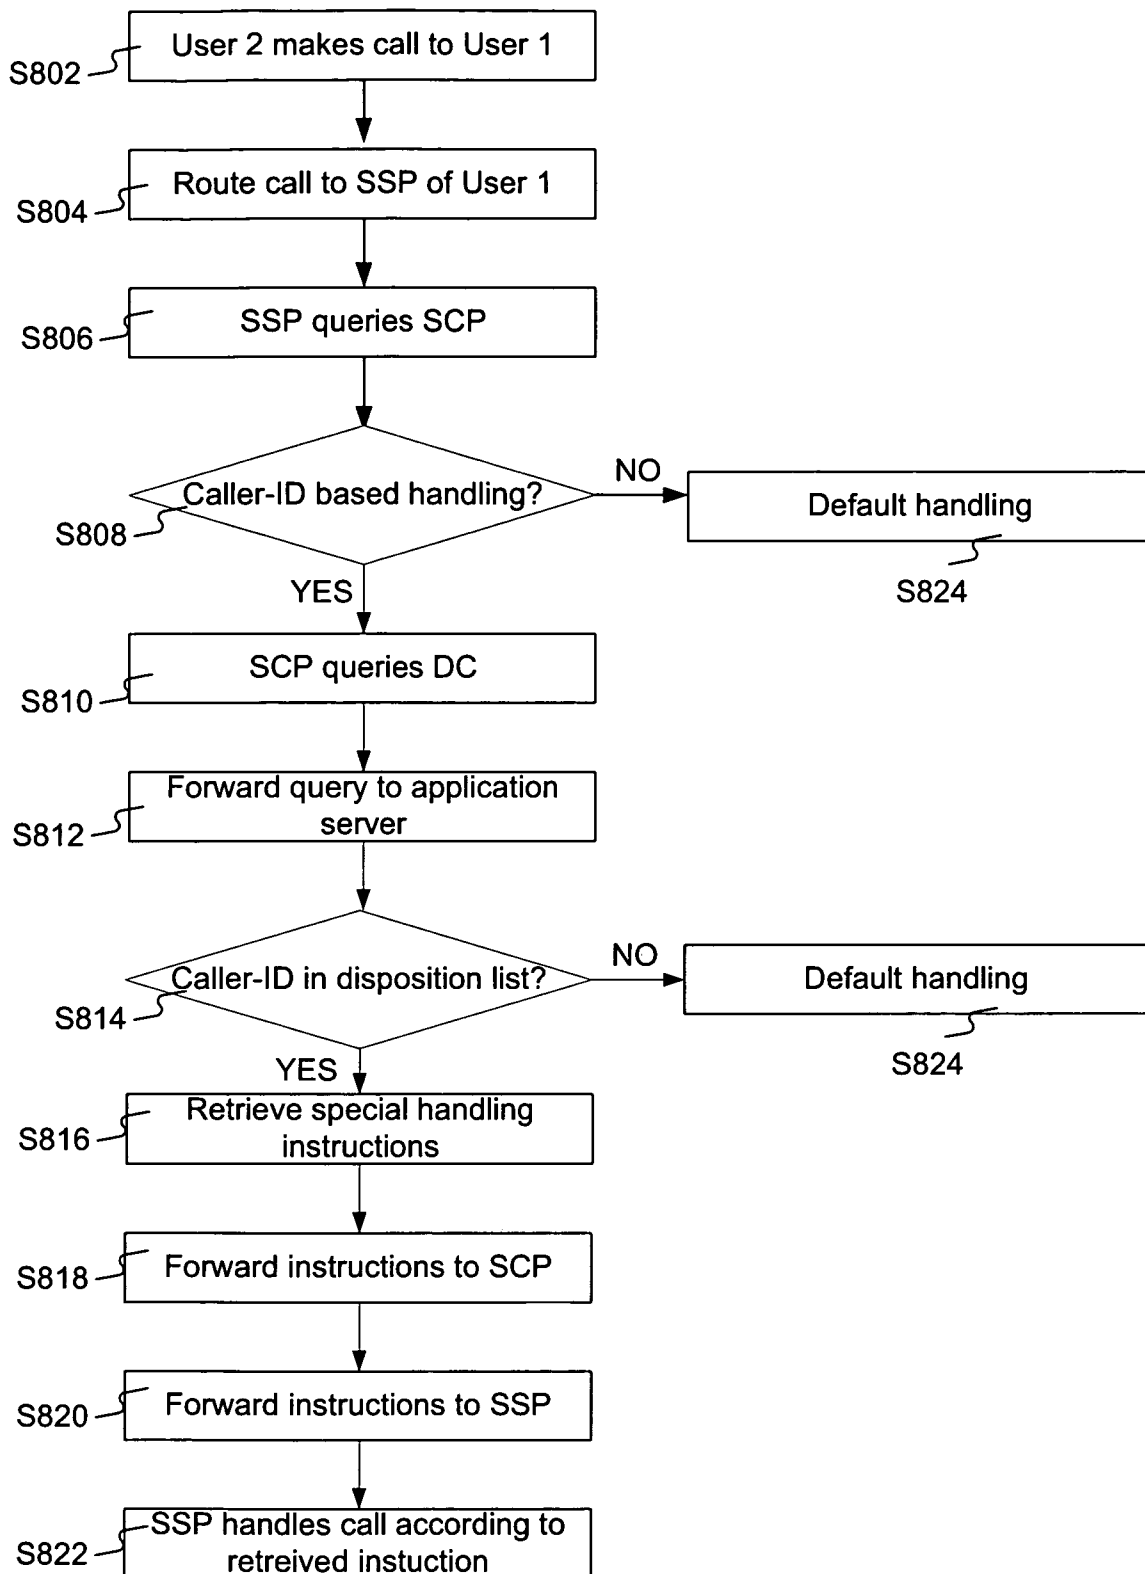 User 2 makes call to User 1
S802
Route call to SSP of User 1
S804
SSP queries SCP
S806
Caller-ID based handling?
S808
NO
Default handling
S824
YES
SCP queries DC
S810
Forward query to application
server
S812
Caller-ID in disposition list?
S814
NO
Default handling
S824
YES
Retrieve special handling
instructions
S816
Forward instructions to SCP
S818
Forward instructions to SSP
S820
SSP handles call according to
retreived instuction
S822